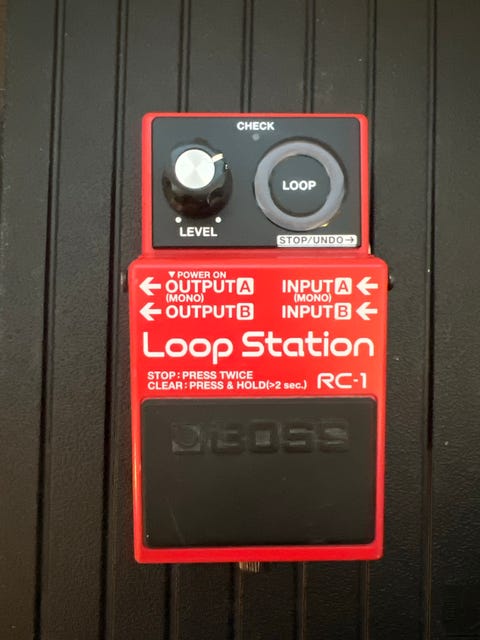 CHECK
LOOP
LEVEL
STOP/UNDO→
▼POWER ON
←OUTPUT A INPUT A←
(MONO) (MONO)
←OUTPUT B INPUT B←
Loop Station
STOP : PRESS TWICE
CLEAR : PRESS & HOLD(>2 sec.) RC-1
BOSS